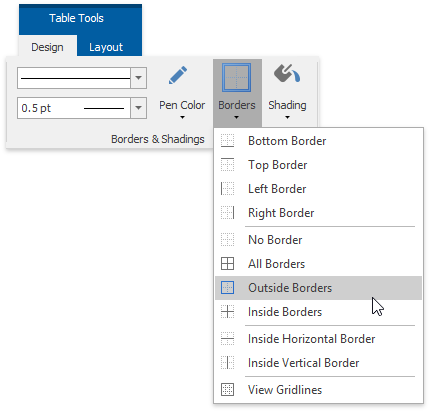 Table Tools
Design Layout
0.5 pt
Pen Color Borders Shading
Borders & Shadings
Bottom Border
Top Border
Left Border
Right Border
No Border
All Borders
Outside Borders
Inside Borders
Inside Horizontal Border
Inside Vertical Border
View Gridlines